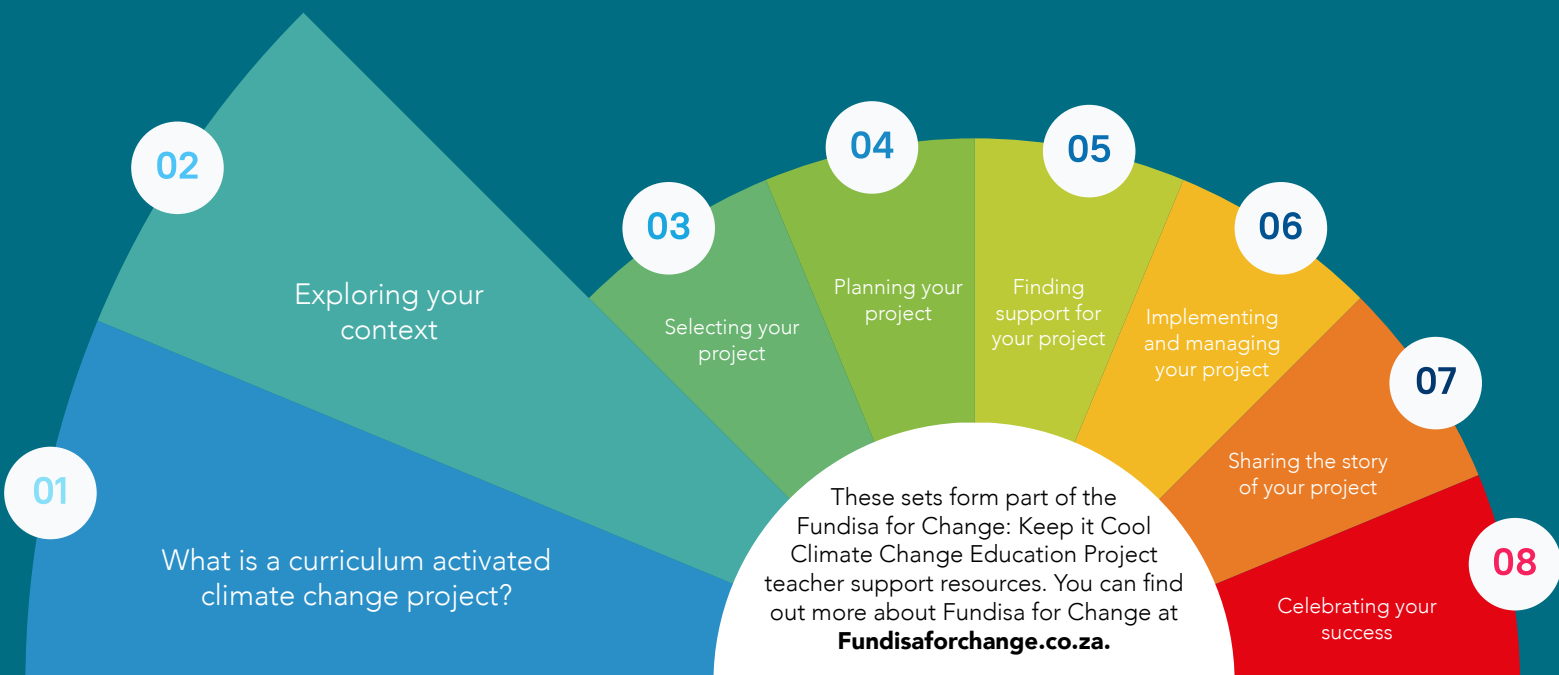 01
What is a curriculum activated
climate change project?
02
Exploring your
context
03
Selecting your
project
04
Planning your
project
05
Finding
support for
your project
06
Implementing
and managing
your project
07
Sharing the story
of your project
08
Celebrating your
success
These sets form part of the
Fundisa for Change: Keep it Cool
Climate Change Education Project
teacher support resources. You can find
out more about Fundisa for Change at
Fundisaforchange.co.za.